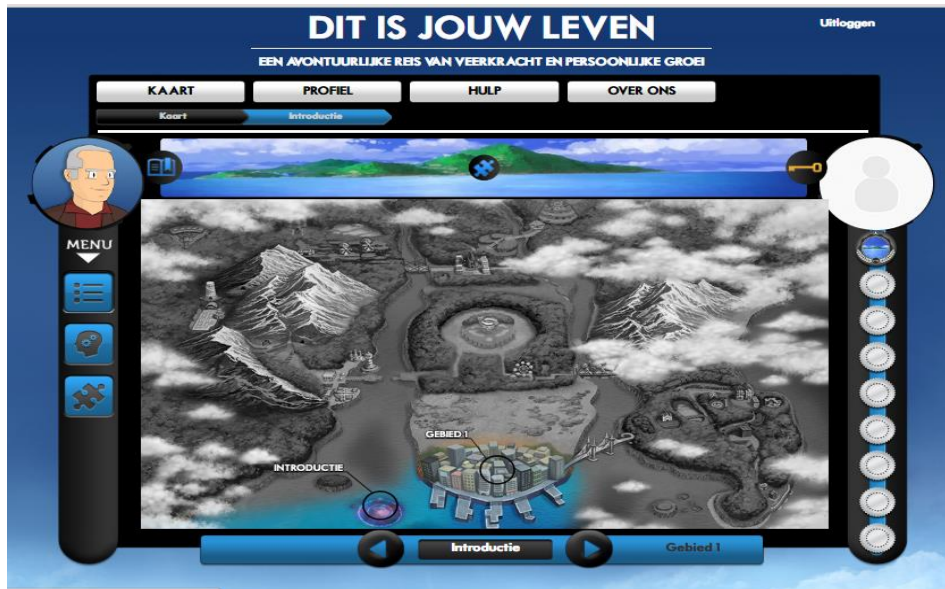 DIT IS JOUW LEVEN
Uitloggen
EEN AVONTUURLIJKE REIS VAN VEERKRACHT EN PERSOONLIJKE GROEI
KAART PROFIEL HULP OVER ONS
Kaart Introductie
MENU
GEBIED 1
INTRODUCTIE
Introductie Gebied 1